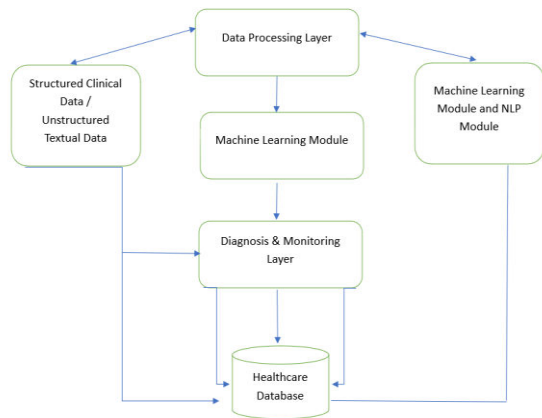 Data Processing Layer
Structured Clinical
Data /
Unstructured
Textual Data
Machine Learning Module
Machine Learning
Module and NLP
Module
Diagnosis & Monitoring
Layer
Healthcare
Database